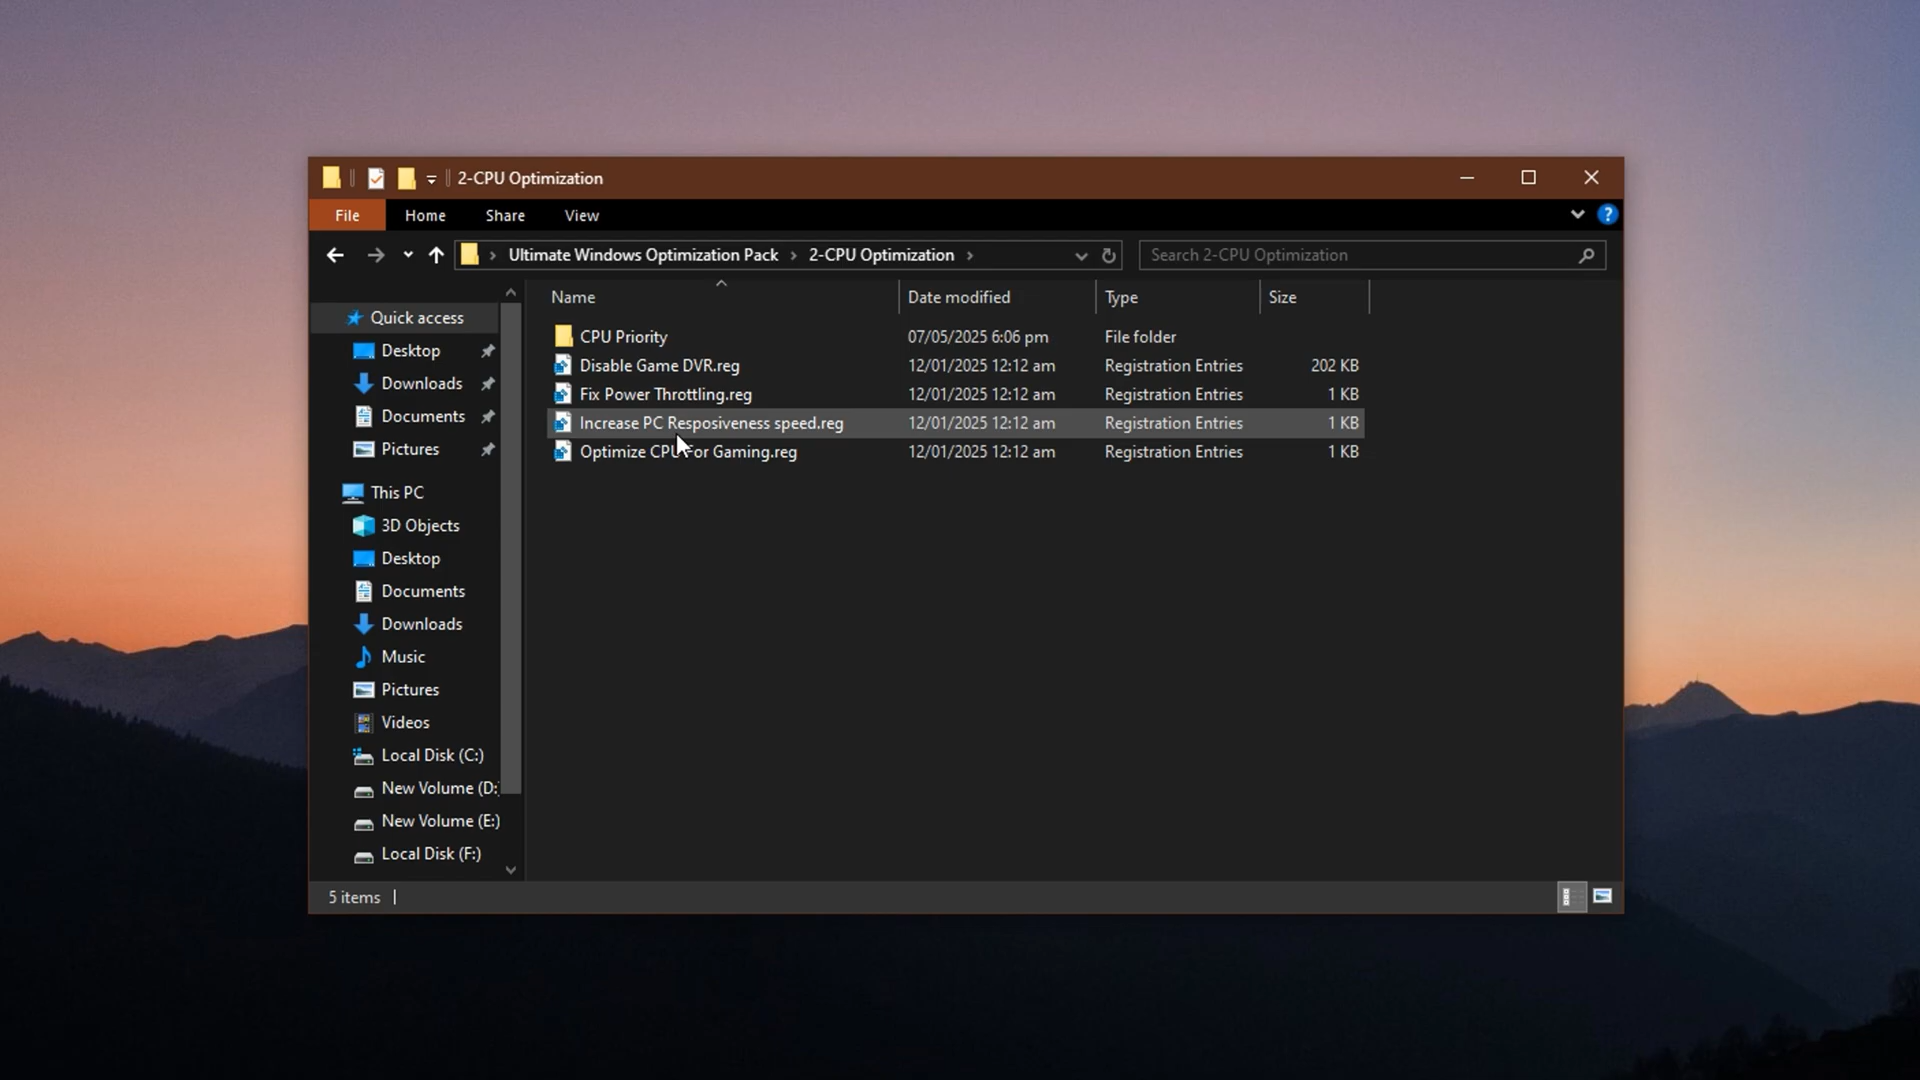 2-CPU Optimization
File Home Share View
Ultimate Windows Optimization Pack 2-CPU Optimization Search 2-CPU Optimization
Name Date modified Type Size
Quick access
Desktop
Downloads
Documents
Pictures
This PC
3D Objects
Desktop
Documents
Downloads
Music
Pictures
Videos
Local Disk (C:)
New Volume (D:
New Volume (E:)
Local Disk (F:)
CPU Priority 07/05/2025 6:06 pm File folder
Disable Game DVR.reg 12/01/2025 12:12 am Registration Entries 202 KB
Fix Power Throttling.reg 12/01/2025 12:12 am Registration Entries 1 KB
Increase PC Resposiveness speed.reg 12/01/2025 12:12 am Registration Entries 1 KB
Optimize CPU For Gaming.reg 12/01/2025 12:12 am Registration Entries 1 KB
5 items